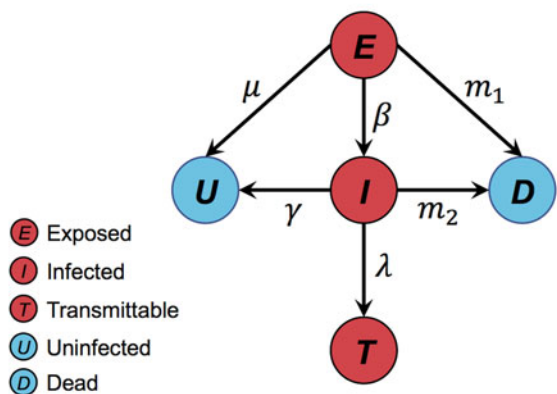 E
μ
β
m₁
U
γ
I
m₂
D
λ
T
E Exposed
I Infected
T Transmittable
U Uninfected
D Dead